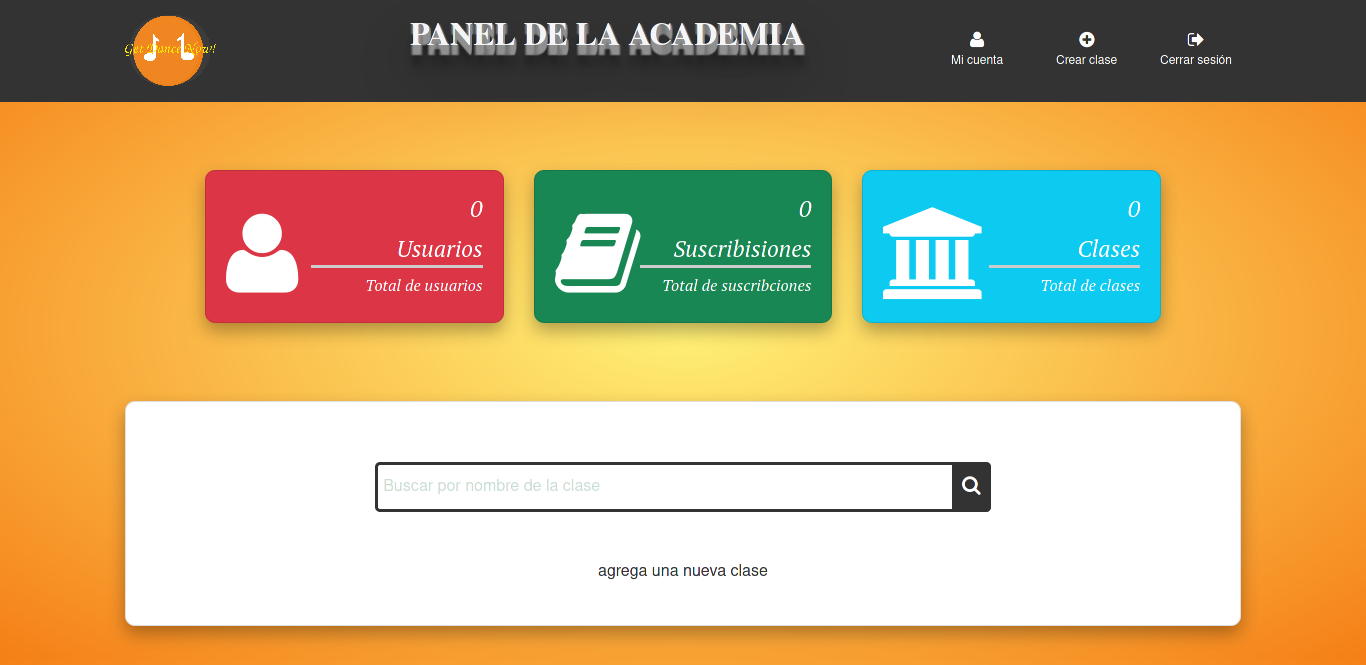 Get Dance Now!
PANEL DE LA ACADEMIA
Mi cuenta
Crear clase
Cerrar sesión
0
Usuarios
Total de usuarios
0
Suscribisiones
Total de suscribciones
0
Clases
Total de clases
Buscar por nombre de la clase
agrega una nueva clase